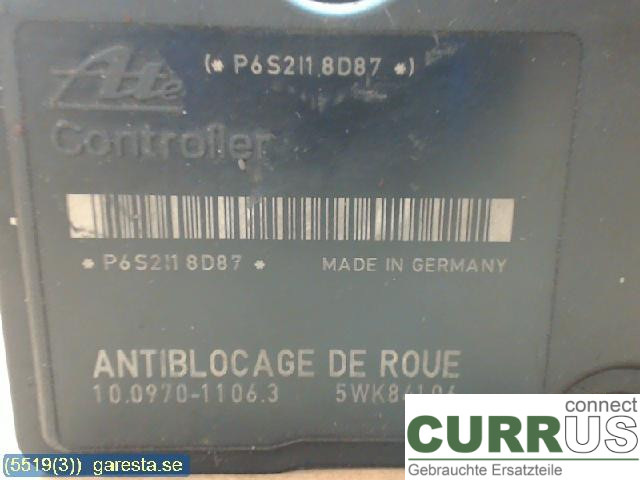 (* P6S2I1 8D87 *)
Ate
Controller
* P6S2I1 8D87 *
MADE IN GERMANY
ANTIBLOCAGE DE ROUE
10.0970-1106.3
connect
CURRUS
Gebrauchte Ersatzteile
(5519(3)) garesta.se